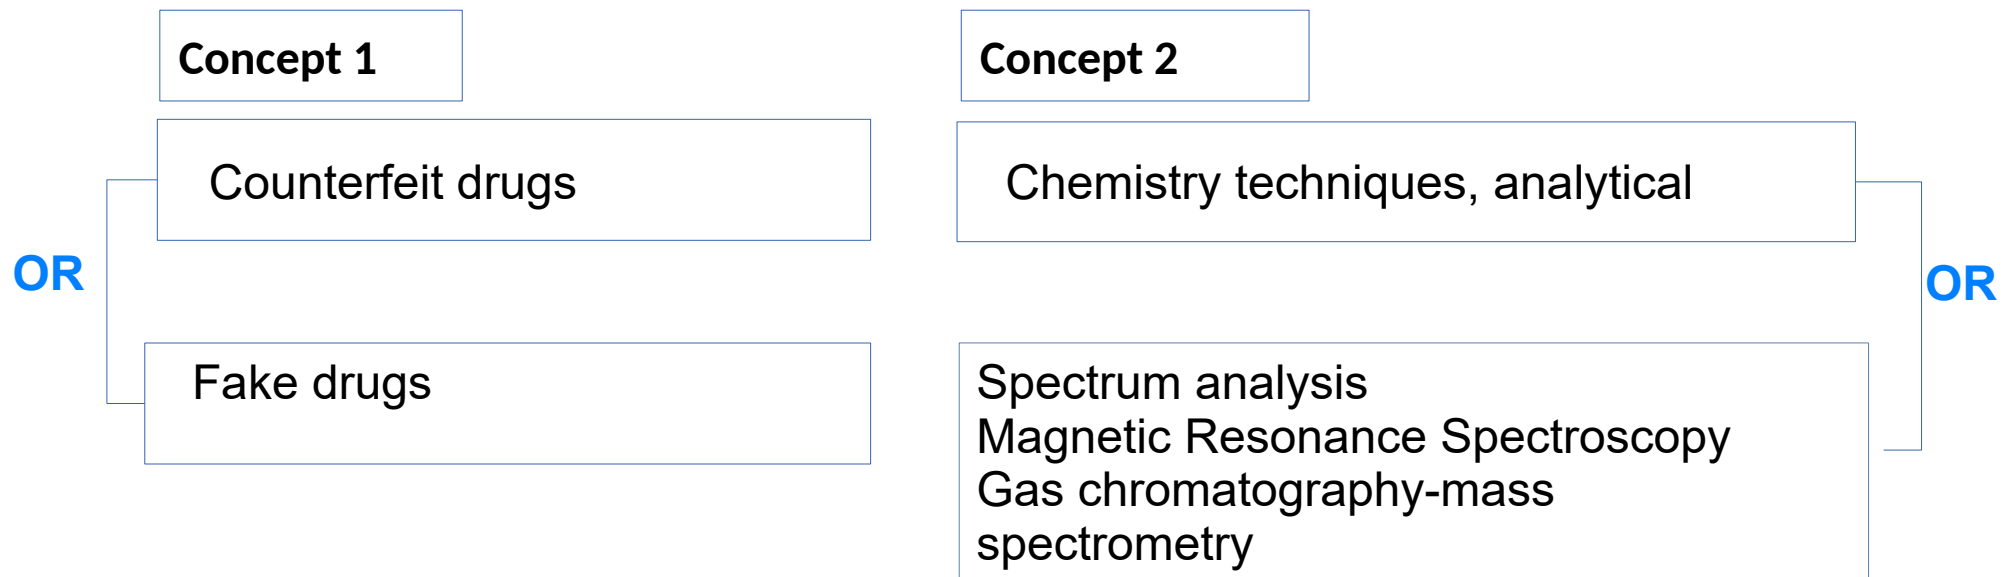 Concept 1
Concept 2
Counterfeit drugs
Chemistry techniques, analytical
OR
OR
Fake drugs
Spectrum analysis
Magnetic Resonance Spectroscopy
Gas chromatography-mass
spectrometry